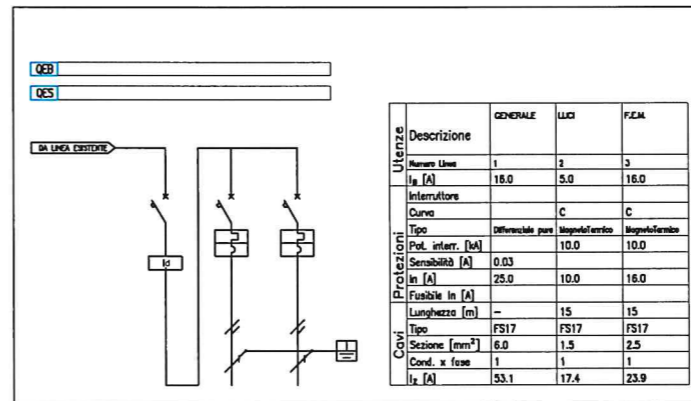 QEB
QES
DA LINEA ESISTENTE
Id
Utenze
Descrizione GENERALE LUCI F.E.M.
Numero Linea 1 2 3
IB [A] 16.0 5.0 16.0
Protezioni
Interruttore
Curva C C
Tipo Differenziale puro MagnetoTermico MagnetoTermico
Pot. interr. [kA] 10.0 10.0
Sensibilità [A] 0.03
In [A] 25.0 10.0 16.0
Fusibile In [A]
Cavi
Lunghezza [m] – 15 15
Tipo FS17 FS17 FS17
Sezione [mm²] 6.0 1.5 2.5
Cond. x fase 1 1 1
Iz [A] 53.1 17.4 23.9